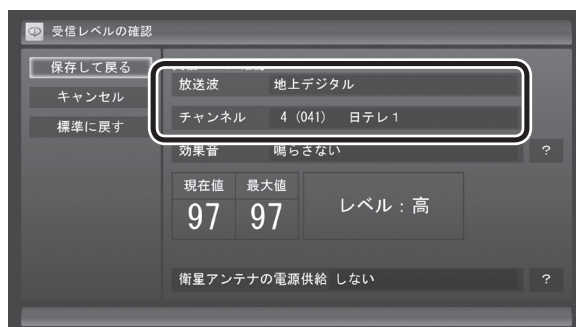 受信レベルの確認
保存して戻る
キャンセル
標準に戻す
放送波 地上デジタル
チャンネル 4 (041) 日テレ1
効果音 鳴らさない ?
現在値 最大値
97 97 レベル：高
衛星アンテナの電源供給 しない ?